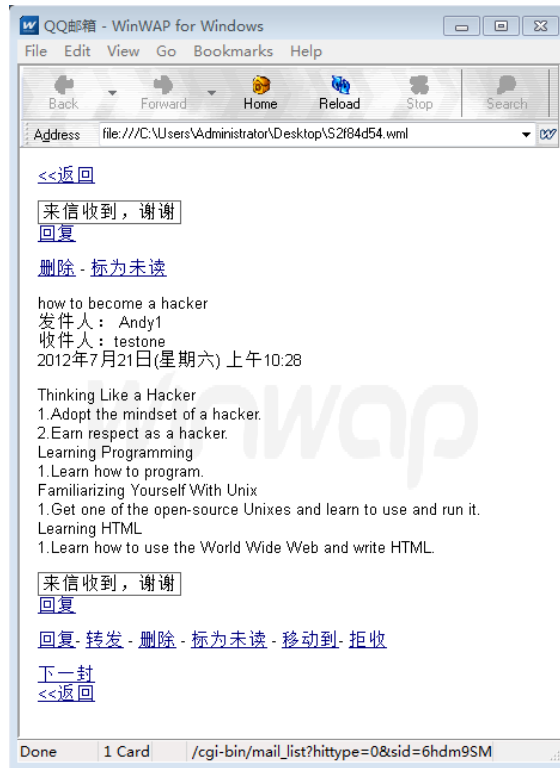 QQ邮箱 - WinWAP for Windows
File Edit View Go Bookmarks Help
Back Forward Home Reload Stop Search
Address file:///C:\Users\Administrator\Desktop\S2f84d54.wml
<<返回
来信收到，谢谢
回复
删除 - 标为未读
how to become a hacker
发件人： Andy1
收件人：testone
2012年7月21日(星期六) 上午10:28
Thinking Like a Hacker
1.Adopt the mindset of a hacker.
2.Earn respect as a hacker.
Learning Programming
1.Learn how to program.
Familiarizing Yourself With Unix
1.Get one of the open-source Unixes and learn to use and run it.
Learning HTML
1.Learn how to use the World Wide Web and write HTML.
winwap
来信收到，谢谢
回复
回复- 转发 - 删除 - 标为未读 - 移动到- 拒收
下一封
<<返回
Done 1 Card /cgi-bin/mail_list?hittype=0&sid=6hdm9SM